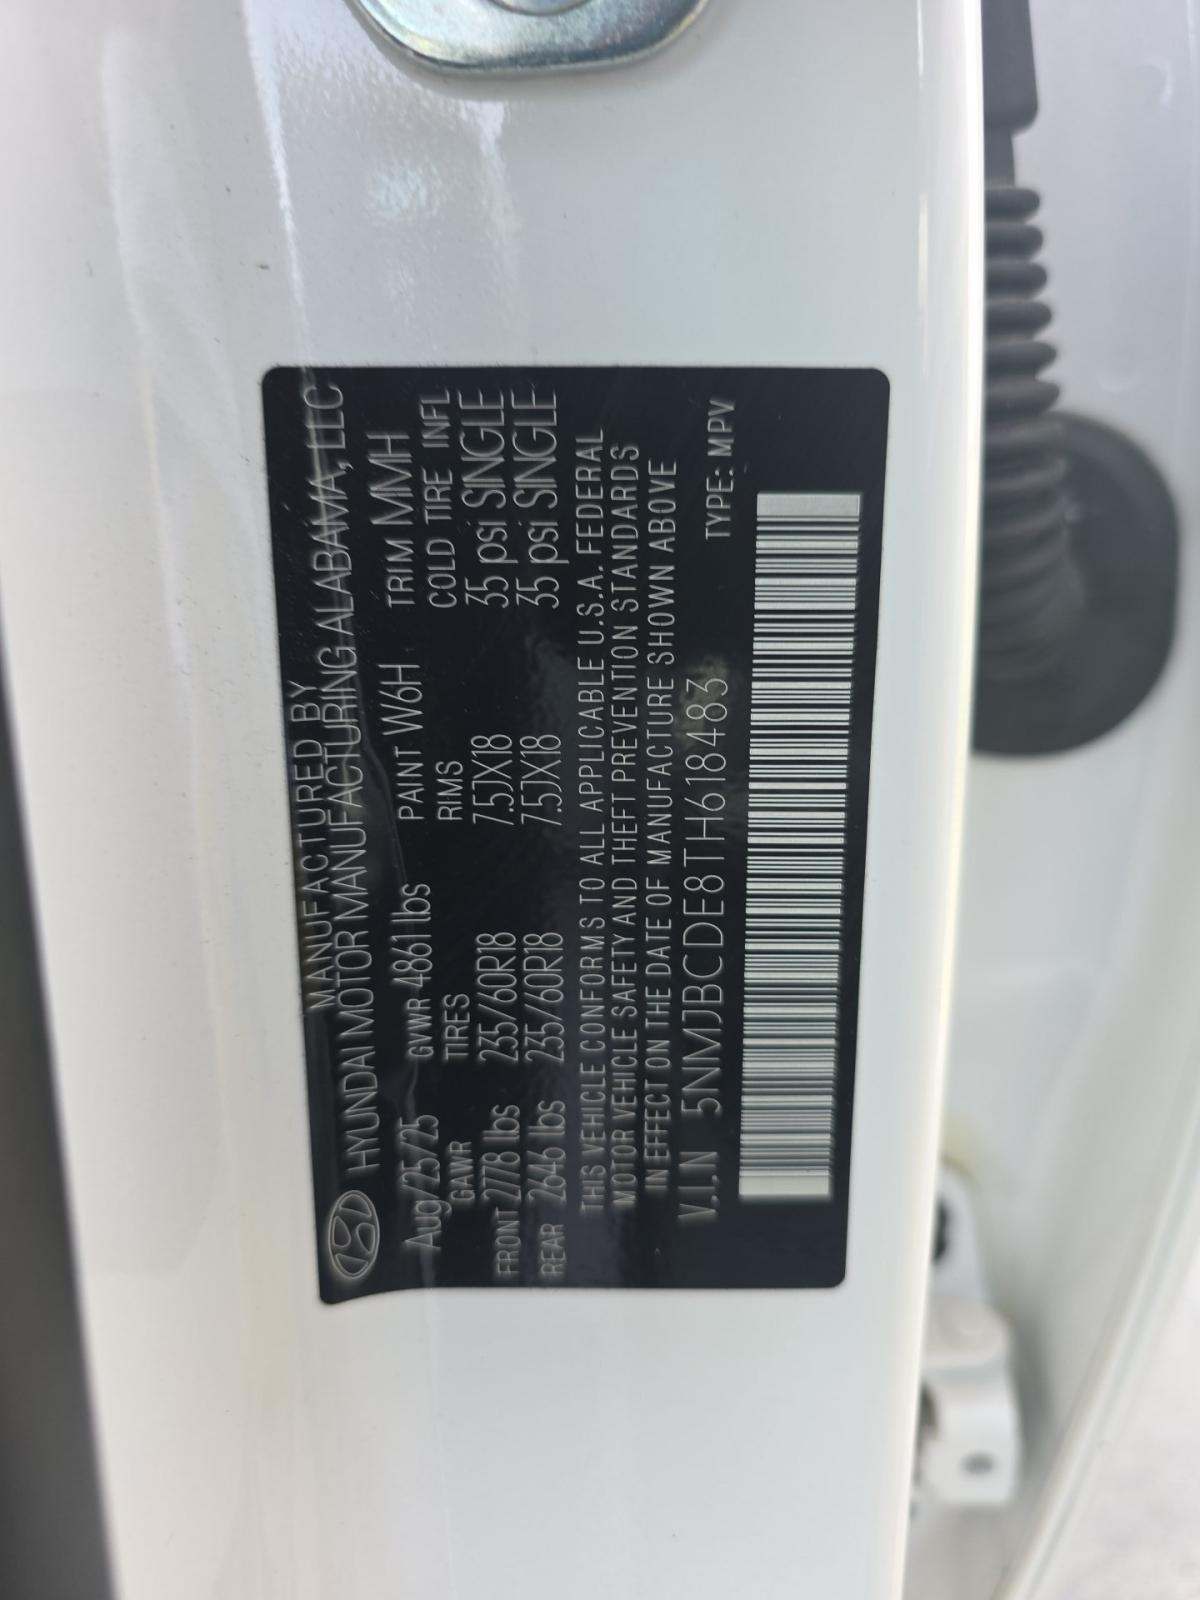 MANUFACTURED BY
HYUNDAI MOTOR MANUFACTURING ALABAMA, LLC
Aug/25/25 GVWR 4861 lbs PAINT W6H TRIM MMH
GAWR TIRES RIMS COLD TIRE INFL
FRONT 2778 lbs 235/60R18 7.5JX18 35 psi SINGLE
REAR 2646 lbs 235/60R18 7.5JX18 35 psi SINGLE
THIS VEHICLE CONFORMS TO ALL APPLICABLE U.S.A. FEDERAL
MOTOR VEHICLE SAFETY AND THEFT PREVENTION STANDARDS
IN EFFECT ON THE DATE OF MANUFACTURE SHOWN ABOVE
V.I.N 5NMJBCDE8TH618483 TYPE: MPV